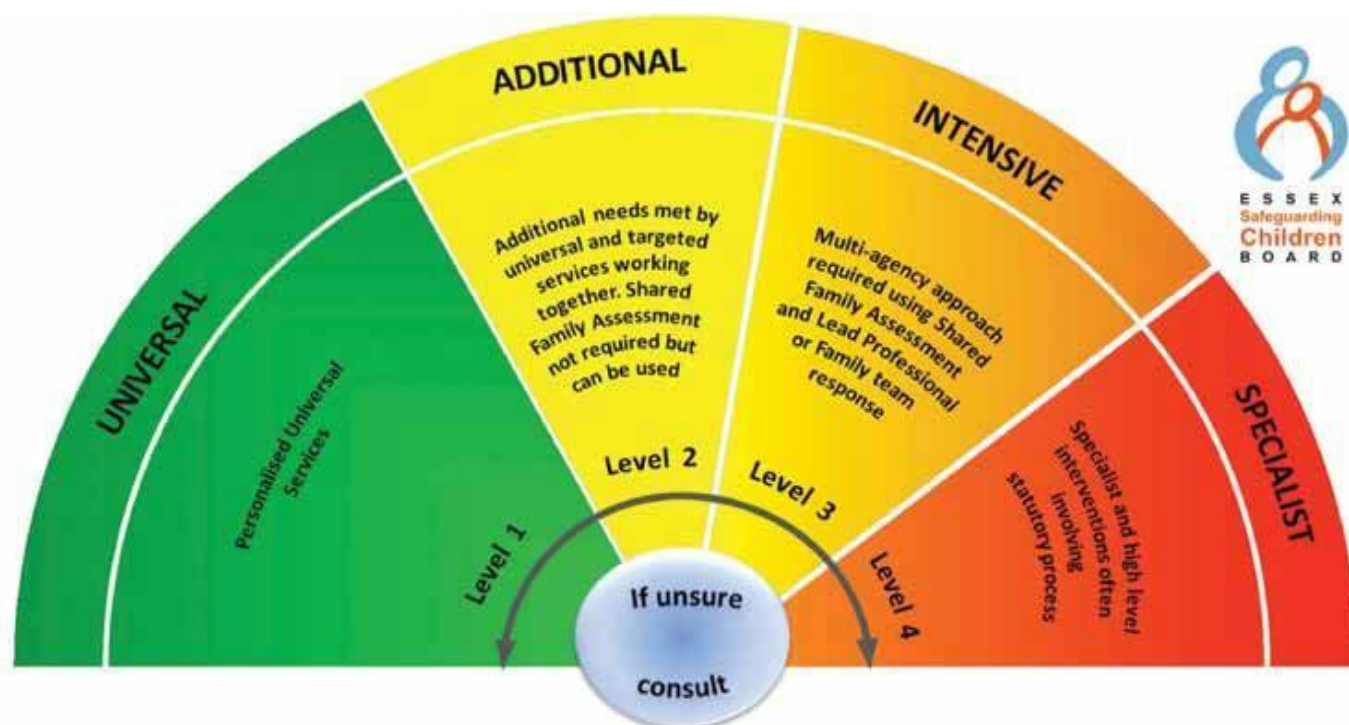 UNIVERSAL
Personalised Universal
Services
Level 1
ADDITIONAL
Additional needs met by
universal and targeted
services working
together. Shared
Family Assessment
not required but
can be used
Level 2
INTENSIVE
Multi-agency approach
required using Shared
Family Assessment
and Lead Professional
or Family team
response
Level 3
SPECIALIST
Specialist and high level
interventions often
involving
statutory process
Level 4
If unsure
consult
ESSEX
Safeguarding
Children
BOARD